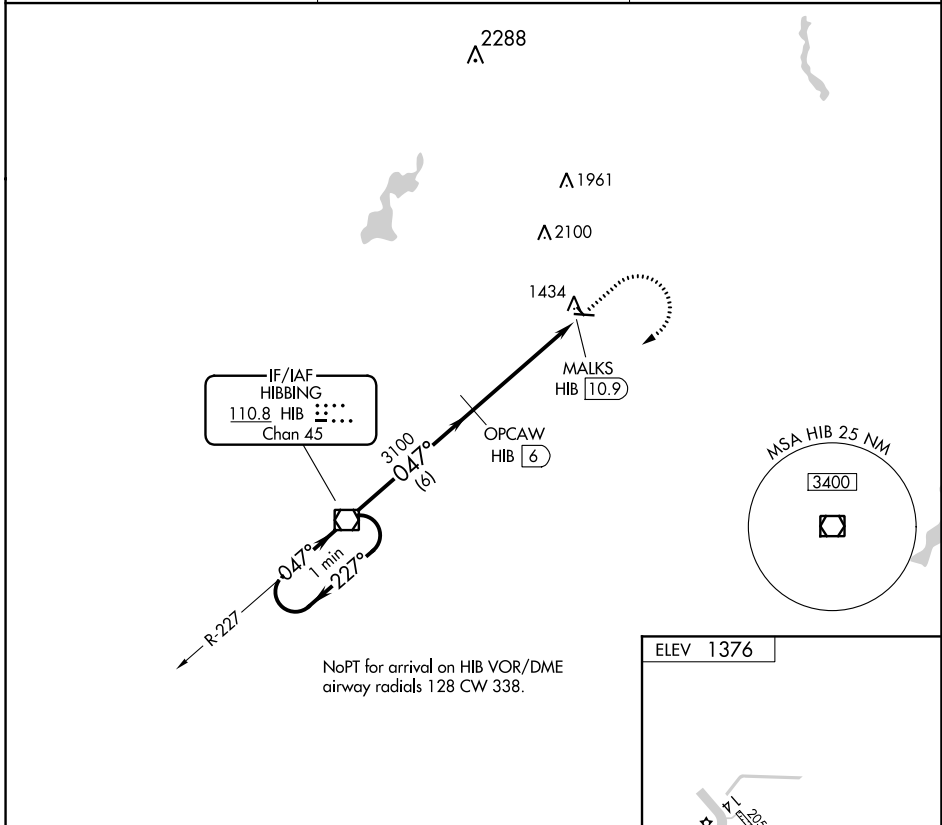 2288
1961
2100
1434
MALKS
HIB 10.9
IF/IAF
HIBBING
110.8 HIB
Chan 45
OPCAW
HIB 6
3100
047°
(6)
MSA HIB 25 NM
3400
047°
1 min
227°
R-227
NoPT for arrival on HIB VOR/DME
airway radials 128 CW 338.
ELEV 1376
14